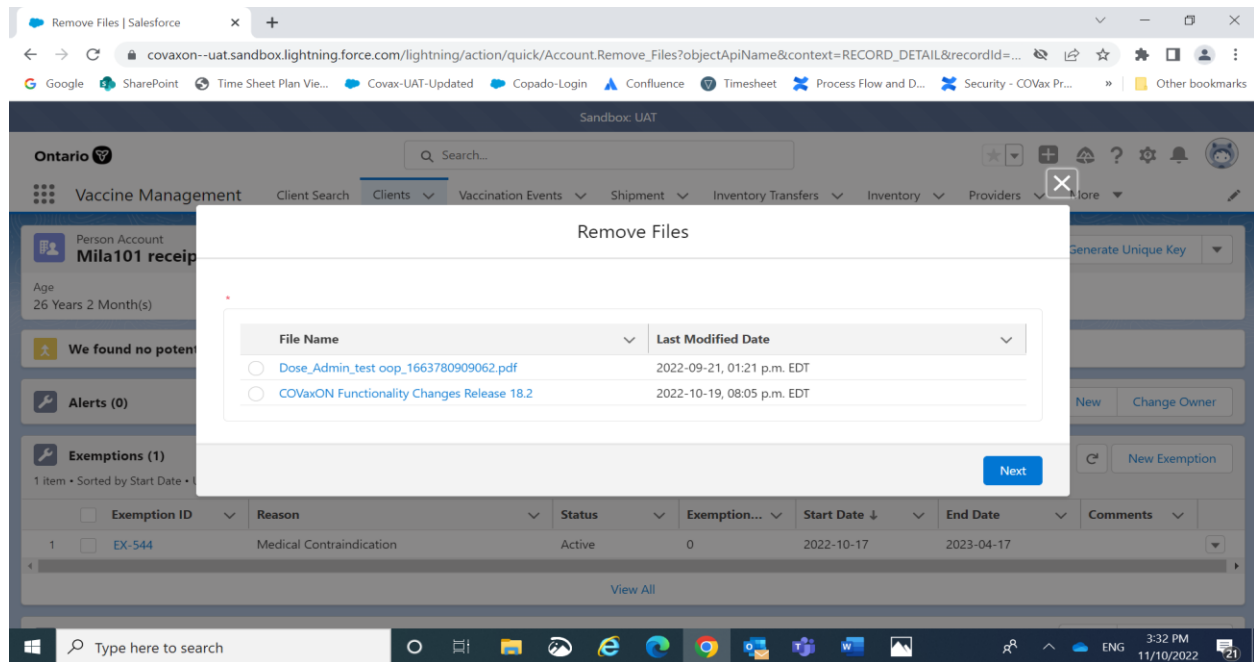 Remove Files | Salesforce
covaxon--uat.sandbox.lightning.force.com/lightning/action/quick/Account.Remove_Files?objectApiName&context=RECORD_DETAIL&recordId=...
Google SharePoint Time Sheet Plan Vie... Covax-UAT-Updated Copado-Login Confluence Timesheet Process Flow and D... Security - COVax Pr... » Other bookmarks
Sandbox: UAT
Ontario Search...
Vaccine Management Client Search Clients Vaccination Events Shipment Inventory Transfers Inventory Providers More
Remove Files
Person Account
Mila101 receip
Generate Unique Key
Age
26 Years 2 Month(s)
*
We found no poten
File Name Last Modified Date
Dose_Admin_test oop_1663780909062.pdf 2022-09-21, 01:21 p.m. EDT
COVaxON Functionality Changes Release 18.2 2022-10-19, 08:05 p.m. EDT
Alerts (0) New Change Owner
Exemptions (1) Next New Exemption
1 item • Sorted by Start Date •
Exemption ID Reason Status Exemption... Start Date ↓ End Date Comments
1 EX-544 Medical Contraindication Active 0 2022-10-17 2023-04-17
View All
Type here to search ENG 3:32 PM
11/10/2022 21